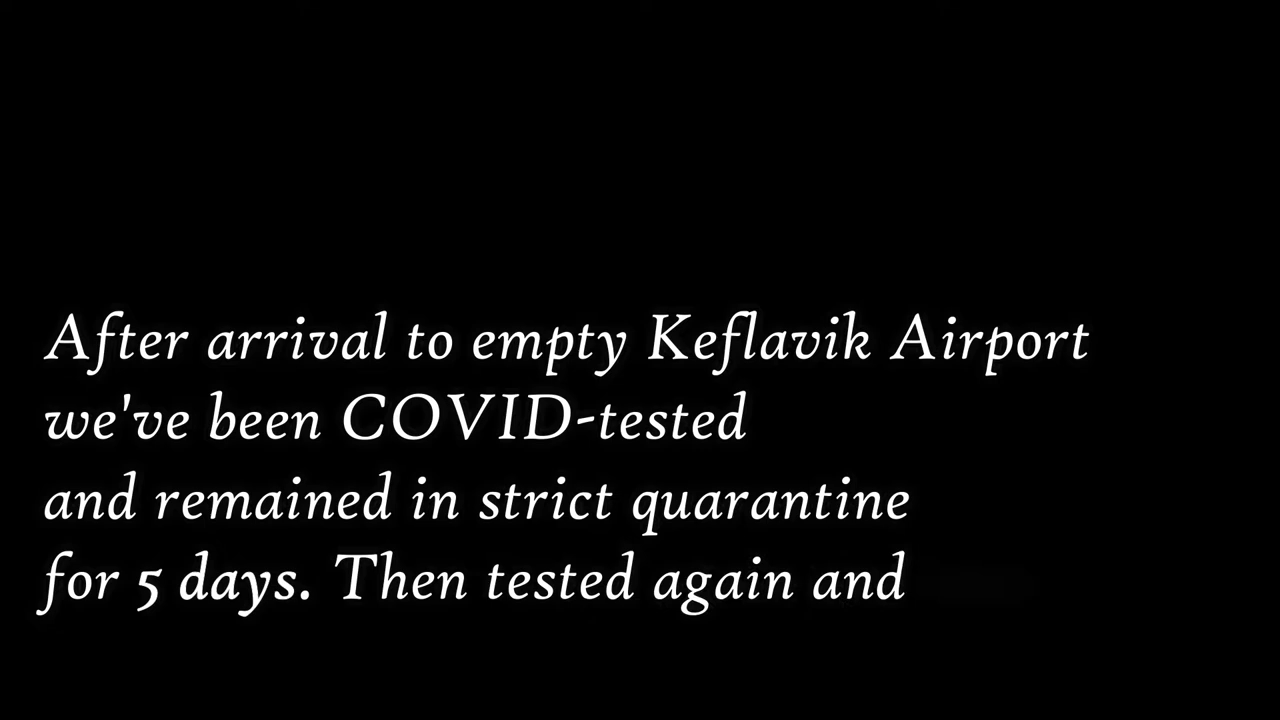 After arrival to empty Keflavik Airport
we've been COVID-tested
and remained in strict quarantine
for 5 days. Then tested again and